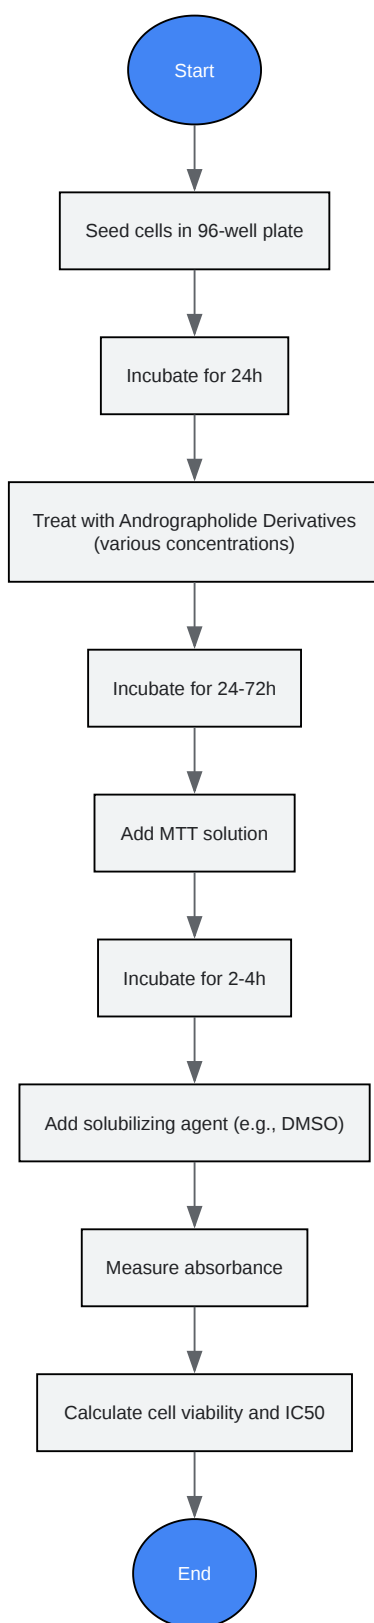 Start
Seed cells in 96-well plate
Incubate for 24h
Treat with Andrographolide Derivatives
(various concentrations)
Incubate for 24-72h
Add MTT solution
Incubate for 2-4h
Add solubilizing agent (e.g., DMSO)
Measure absorbance
Calculate cell viability and IC50
End